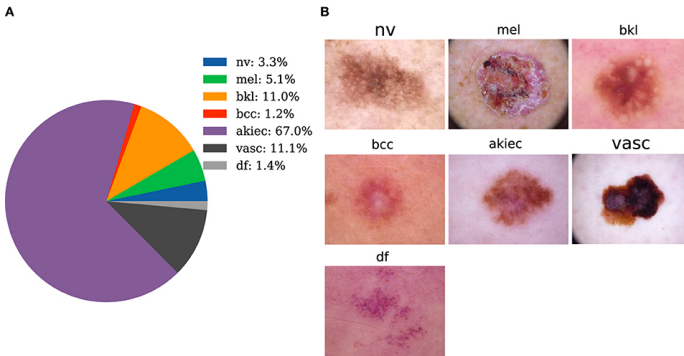 A
nv: 3.3%
mel: 5.1%
bkl: 11.0%
bcc: 1.2%
akiec: 67.0%
vasc: 11.1%
df: 1.4%
B
nv
mel
bkl
bcc
akiec
vasc
df